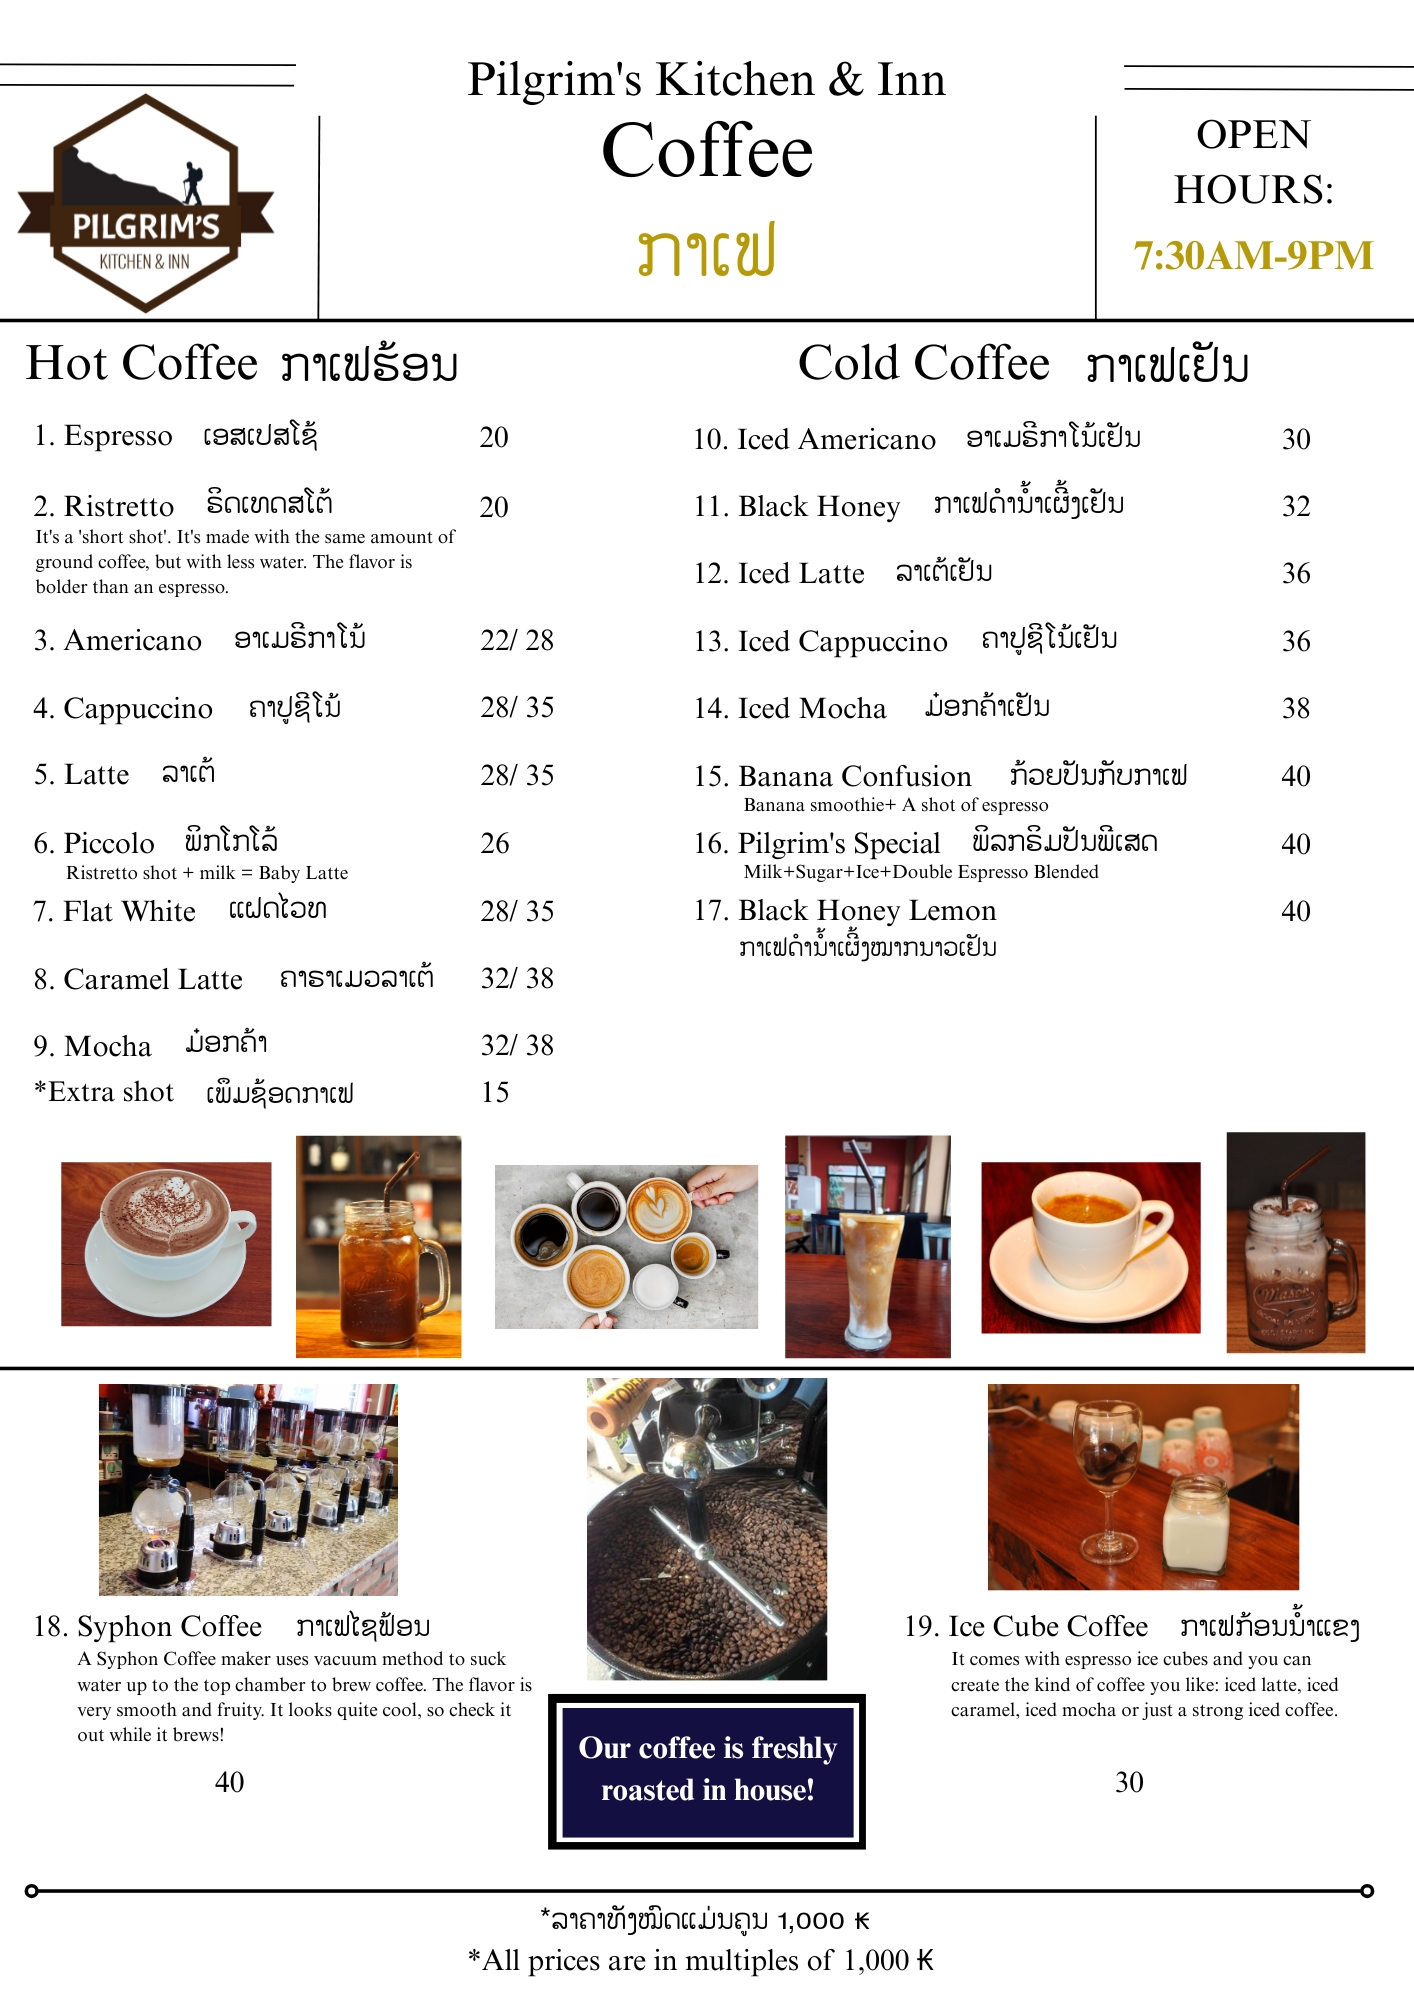 Pilgrim's Kitchen & Inn
Coffee
ກາເຟ
PILGRIM'S
KITCHEN & INN
OPEN
HOURS:
7:30AM-9PM
Hot Coffee ກາເຟຮ້ອນ
1. Espresso ເອສເປສໂຊ້ 20
2. Ristretto ຣິດເທດສໂຕ້ 20
It's a 'short shot'. It's made with the same amount of
ground coffee, but with less water. The flavor is
bolder than an espresso.
3. Americano ອາເມຣີກາໂນ້ 22/ 28
4. Cappuccino ຄາປູຊີໂນ້ 28/ 35
5. Latte ລາເຕ້ 28/ 35
6. Piccolo ພິກໂກໂລ້ 26
Ristretto shot + milk = Baby Latte
7. Flat White ແຝດໄວທ 28/ 35
8. Caramel Latte ຄາຣາເມວລາເຕ້ 32/ 38
9. Mocha ມ໋ອກຄ້າ 32/ 38
*Extra shot ເພີ່ມຊ້ອດກາເຟ 15
Cold Coffee ກາເຟເຢັນ
10. Iced Americano ອາເມຣີກາໂນ້ເຢັນ 30
11. Black Honey ກາເຟດຳນ້ຳເຜີ້ງເຢັນ 32
12. Iced Latte ລາເຕ້ເຢັນ 36
13. Iced Cappuccino ຄາປູຊີໂນ້ເຢັນ 36
14. Iced Mocha ມ໋ອກຄ້າເຢັນ 38
15. Banana Confusion ກ້ວຍປັ່ນກັບກາເຟ 40
Banana smoothie+ A shot of espresso
16. Pilgrim's Special ພິລກຣິມປັ່ນພິເສດ 40
Milk+Sugar+Ice+Double Espresso Blended
17. Black Honey Lemon 40
ກາເຟດຳນ້ຳເຜີ້ງໝາກນາວເຢັນ
Mason
TOPER
18. Syphon Coffee ກາເຟໄຊຟ້ອນ
A Syphon Coffee maker uses vacuum method to suck
water up to the top chamber to brew coffee. The flavor is
very smooth and fruity. It looks quite cool, so check it
out while it brews!
40
Our coffee is freshly
roasted in house!
19. Ice Cube Coffee ກາເຟກ້ອນນ້ຳແຂງ
It comes with espresso ice cubes and you can
create the kind of coffee you like: iced latte, iced
caramel, iced mocha or just a strong iced coffee.
30
*ລາຄາທັງໝົດແມ່ນຄູນ 1,000 ₭
*All prices are in multiples of 1,000 ₭